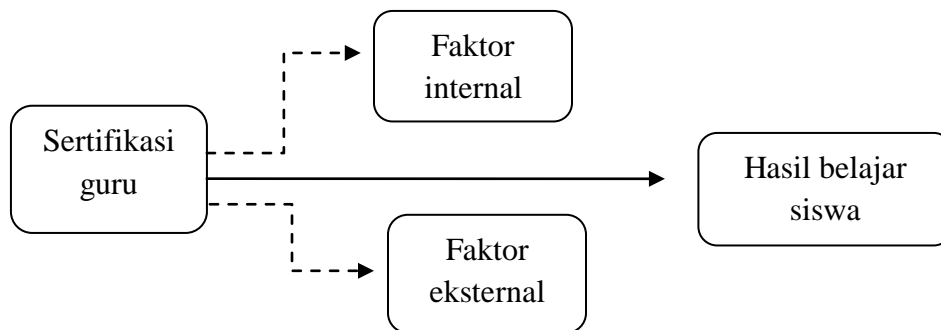 Faktor
internal
Sertifikasi
guru
Hasil belajar
siswa
Faktor
eksternal